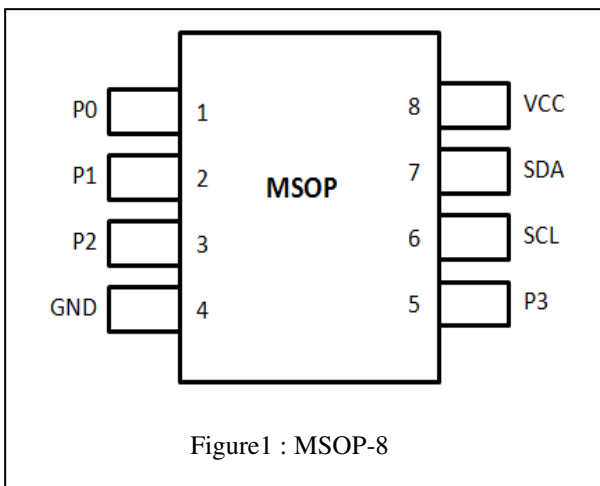 P0 1 8 VCC
P1 2 MSOP 7 SDA
P2 3 6 SCL
GND 4 5 P3
Figure1 : MSOP-8